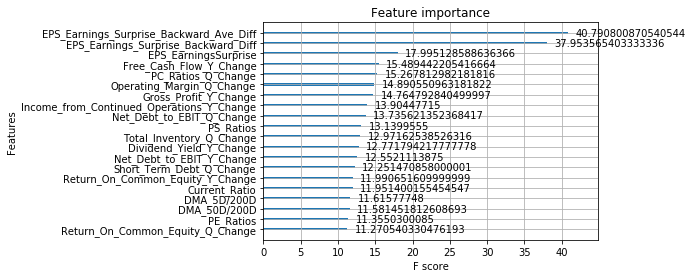 Feature importance
EPS_Earnings_Surprise_Backward_Ave_Diff 40.790800870540544
EPS_Earnings_Surprise_Backward_Diff 37.953565403333336
EPS_EarningsSurprise 17.995128588636366
Free_Cash_Flow_Y_Change 15.489442205416664
PC_Ratios_Q_Change 15.267812982181816
Operating_Margin_Q_Change 14.890550963181822
Gross_Profit_Y_Change 14.764792840499997
Income_from_Continued_Operations_Y_Change 13.90447715
Net_Debt_to_EBIT_Q_Change 13.735621352368417
PS_Ratios 13.1399555
Total_Inventory_Q_Change 12.97162538526316
Dividend_Yield_Y_Change 12.771794217777778
Net_Debt_to_EBIT_Y_Change 12.5521113875
Short_Term_Debt_Q_Change 12.251470858000001
Return_On_Common_Equity_Y_Change 11.990651609999999
Current_Ratio 11.951400155454547
DMA_5D/200D 11.61577748
DMA_50D/200D 11.581451812608693
PE_Ratios 11.3550300085
Return_On_Common_Equity_Q_Change 11.270540330476193
Features
0 5 10 15 20 25 30 35 40
F score